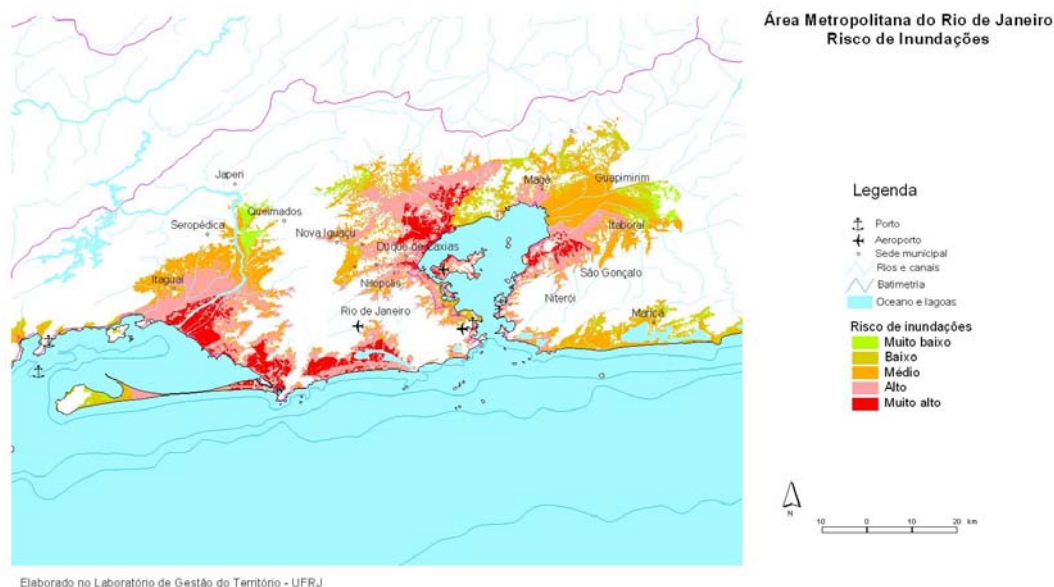 Área Metropolitana do Rio de Janeiro
Risco de Inundações
Japeri
Queimados
Seropédica
Nova Iguaçu
Itaguaí
Duque de Caxias
Nilópolis
Rio de Janeiro
Magé
Guapimirim
Itaboraí
São Gonçalo
Niterói
Maricá
Legenda
Porto
Aeroporto
Sede municipal
Rios e canais
Batimetria
Oceano e lagoas
Risco de inundações
Muito baixo
Baixo
Médio
Alto
Muito alto
N
10 0 10 20 km
Elaborado no Laboratório de Gestão do Território - UFRJ